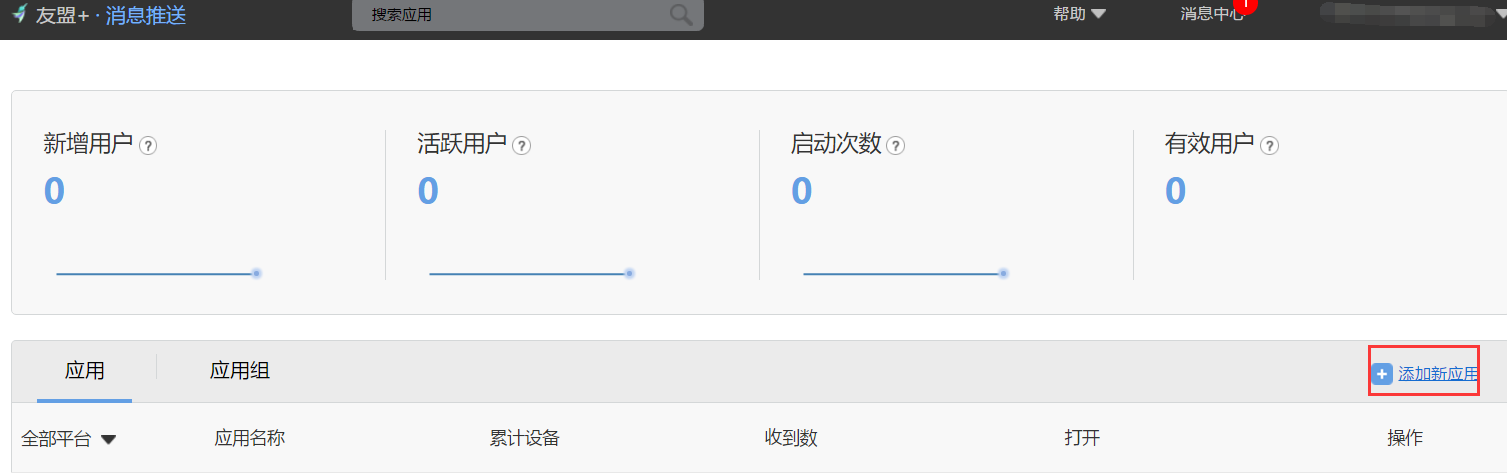 友盟+ · 消息推送 搜索应用 帮助 消息中心 1
新增用户 ? 活跃用户 ? 启动次数 ? 有效用户 ?
0 0 0 0
应用 应用组 + 添加新应用
全部平台 应用名称 累计设备 收到数 打开 操作